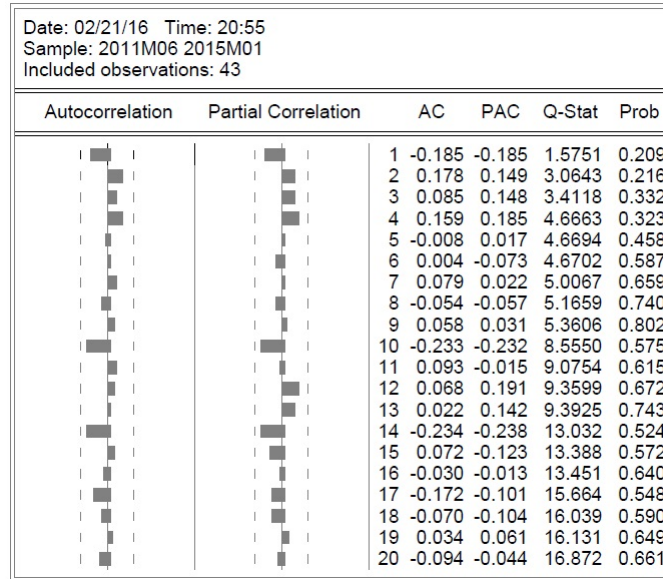 Date: 02/21/16 Time: 20:55
Sample: 2011M06 2015M01
Included observations: 43
Autocorrelation Partial Correlation AC PAC Q-Stat Prob
1 -0.185 -0.185 1.5751 0.209
2 0.178 0.149 3.0643 0.216
3 0.085 0.148 3.4118 0.332
4 0.159 0.185 4.6663 0.323
5 -0.008 0.017 4.6694 0.458
6 0.004 -0.073 4.6702 0.587
7 0.079 0.022 5.0067 0.659
8 -0.054 -0.057 5.1659 0.740
9 0.058 0.031 5.3606 0.802
10 -0.233 -0.232 8.5550 0.575
11 0.093 -0.015 9.0754 0.615
12 0.068 0.191 9.3599 0.672
13 0.022 0.142 9.3925 0.743
14 -0.234 -0.238 13.032 0.524
15 0.072 -0.123 13.388 0.572
16 -0.030 -0.013 13.451 0.640
17 -0.172 -0.101 15.664 0.548
18 -0.070 -0.104 16.039 0.590
19 0.034 0.061 16.131 0.649
20 -0.094 -0.044 16.872 0.661